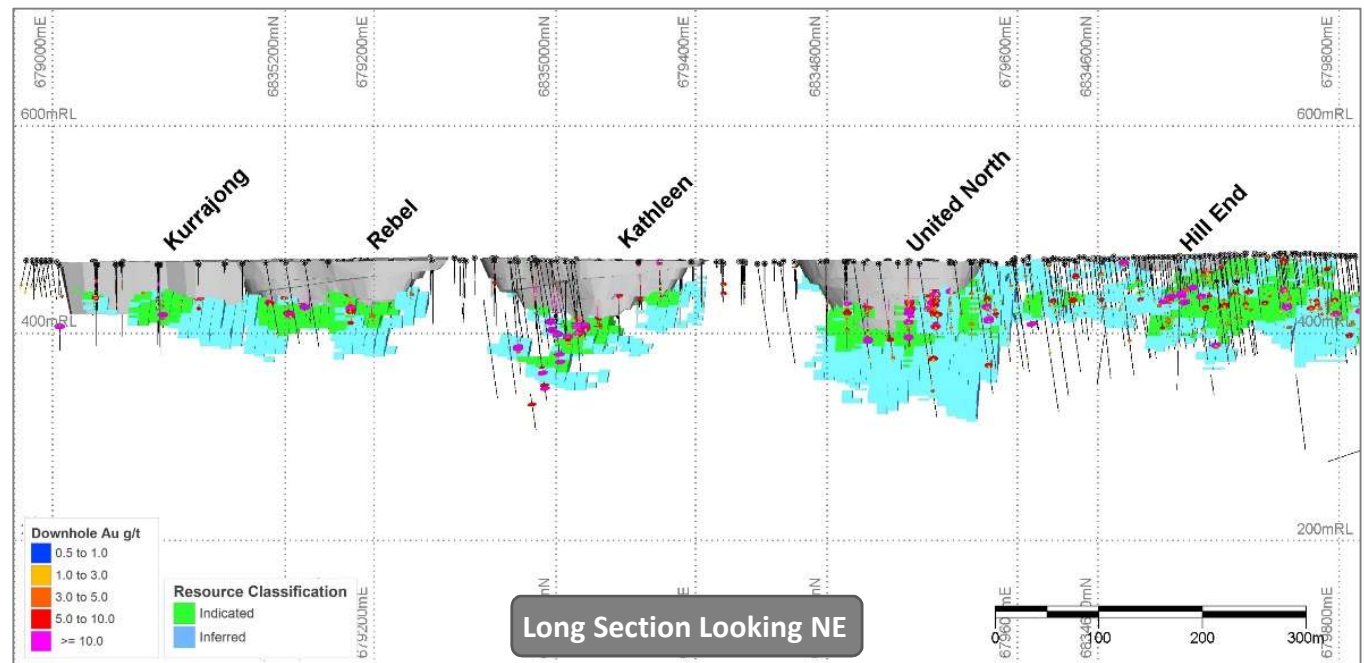 679000mE
6835200mN
679200mE
6835000mN
679400mE
6834800mN
679600mE
6834600mN
679800mE
600mRL
600mRL
Kurrajong
Rebel
Kathleen
United North
Hill End
400mRL
400mRL
200mRL
Downhole Au g/t
0.5 to 1.0
1.0 to 3.0
3.0 to 5.0
5.0 to 10.0
>= 10.0
Resource Classification
Indicated
Inferred
679200mE
Long Section Looking NE
679800mE
0 100 200 300m